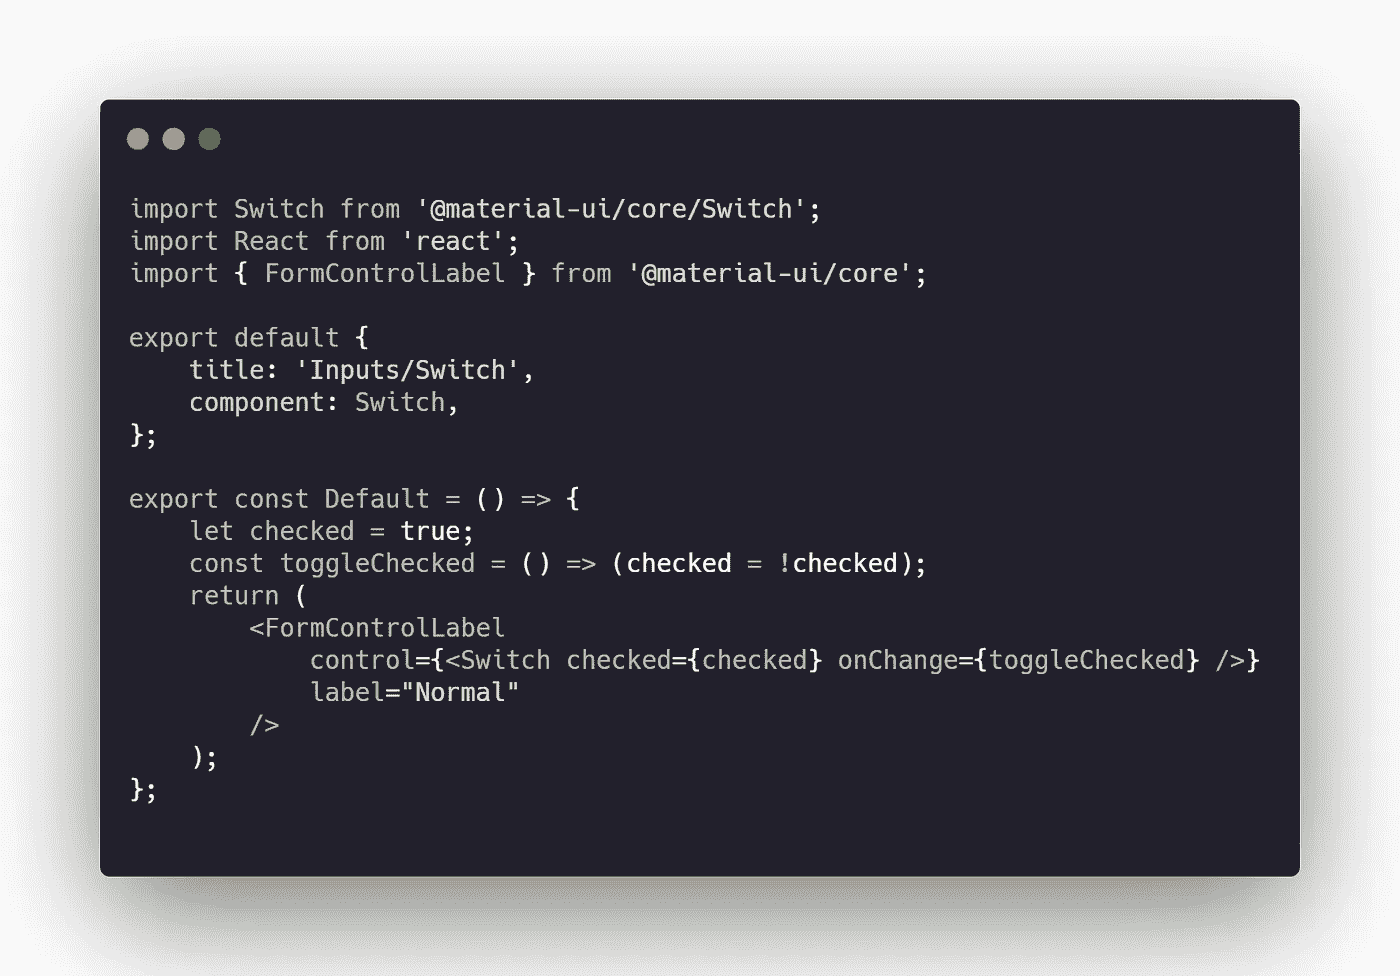 import Switch from '@material-ui/core/Switch';
import React from 'react';
import { FormControlLabel } from '@material-ui/core';

export default {
    title: 'Inputs/Switch',
    component: Switch,
};

export const Default = () => {
    let checked = true;
    const toggleChecked = () => (checked = !checked);
    return (
        <FormControlLabel
            control={<Switch checked={checked} onChange={toggleChecked} />}
            label="Normal"
        />
    );
};